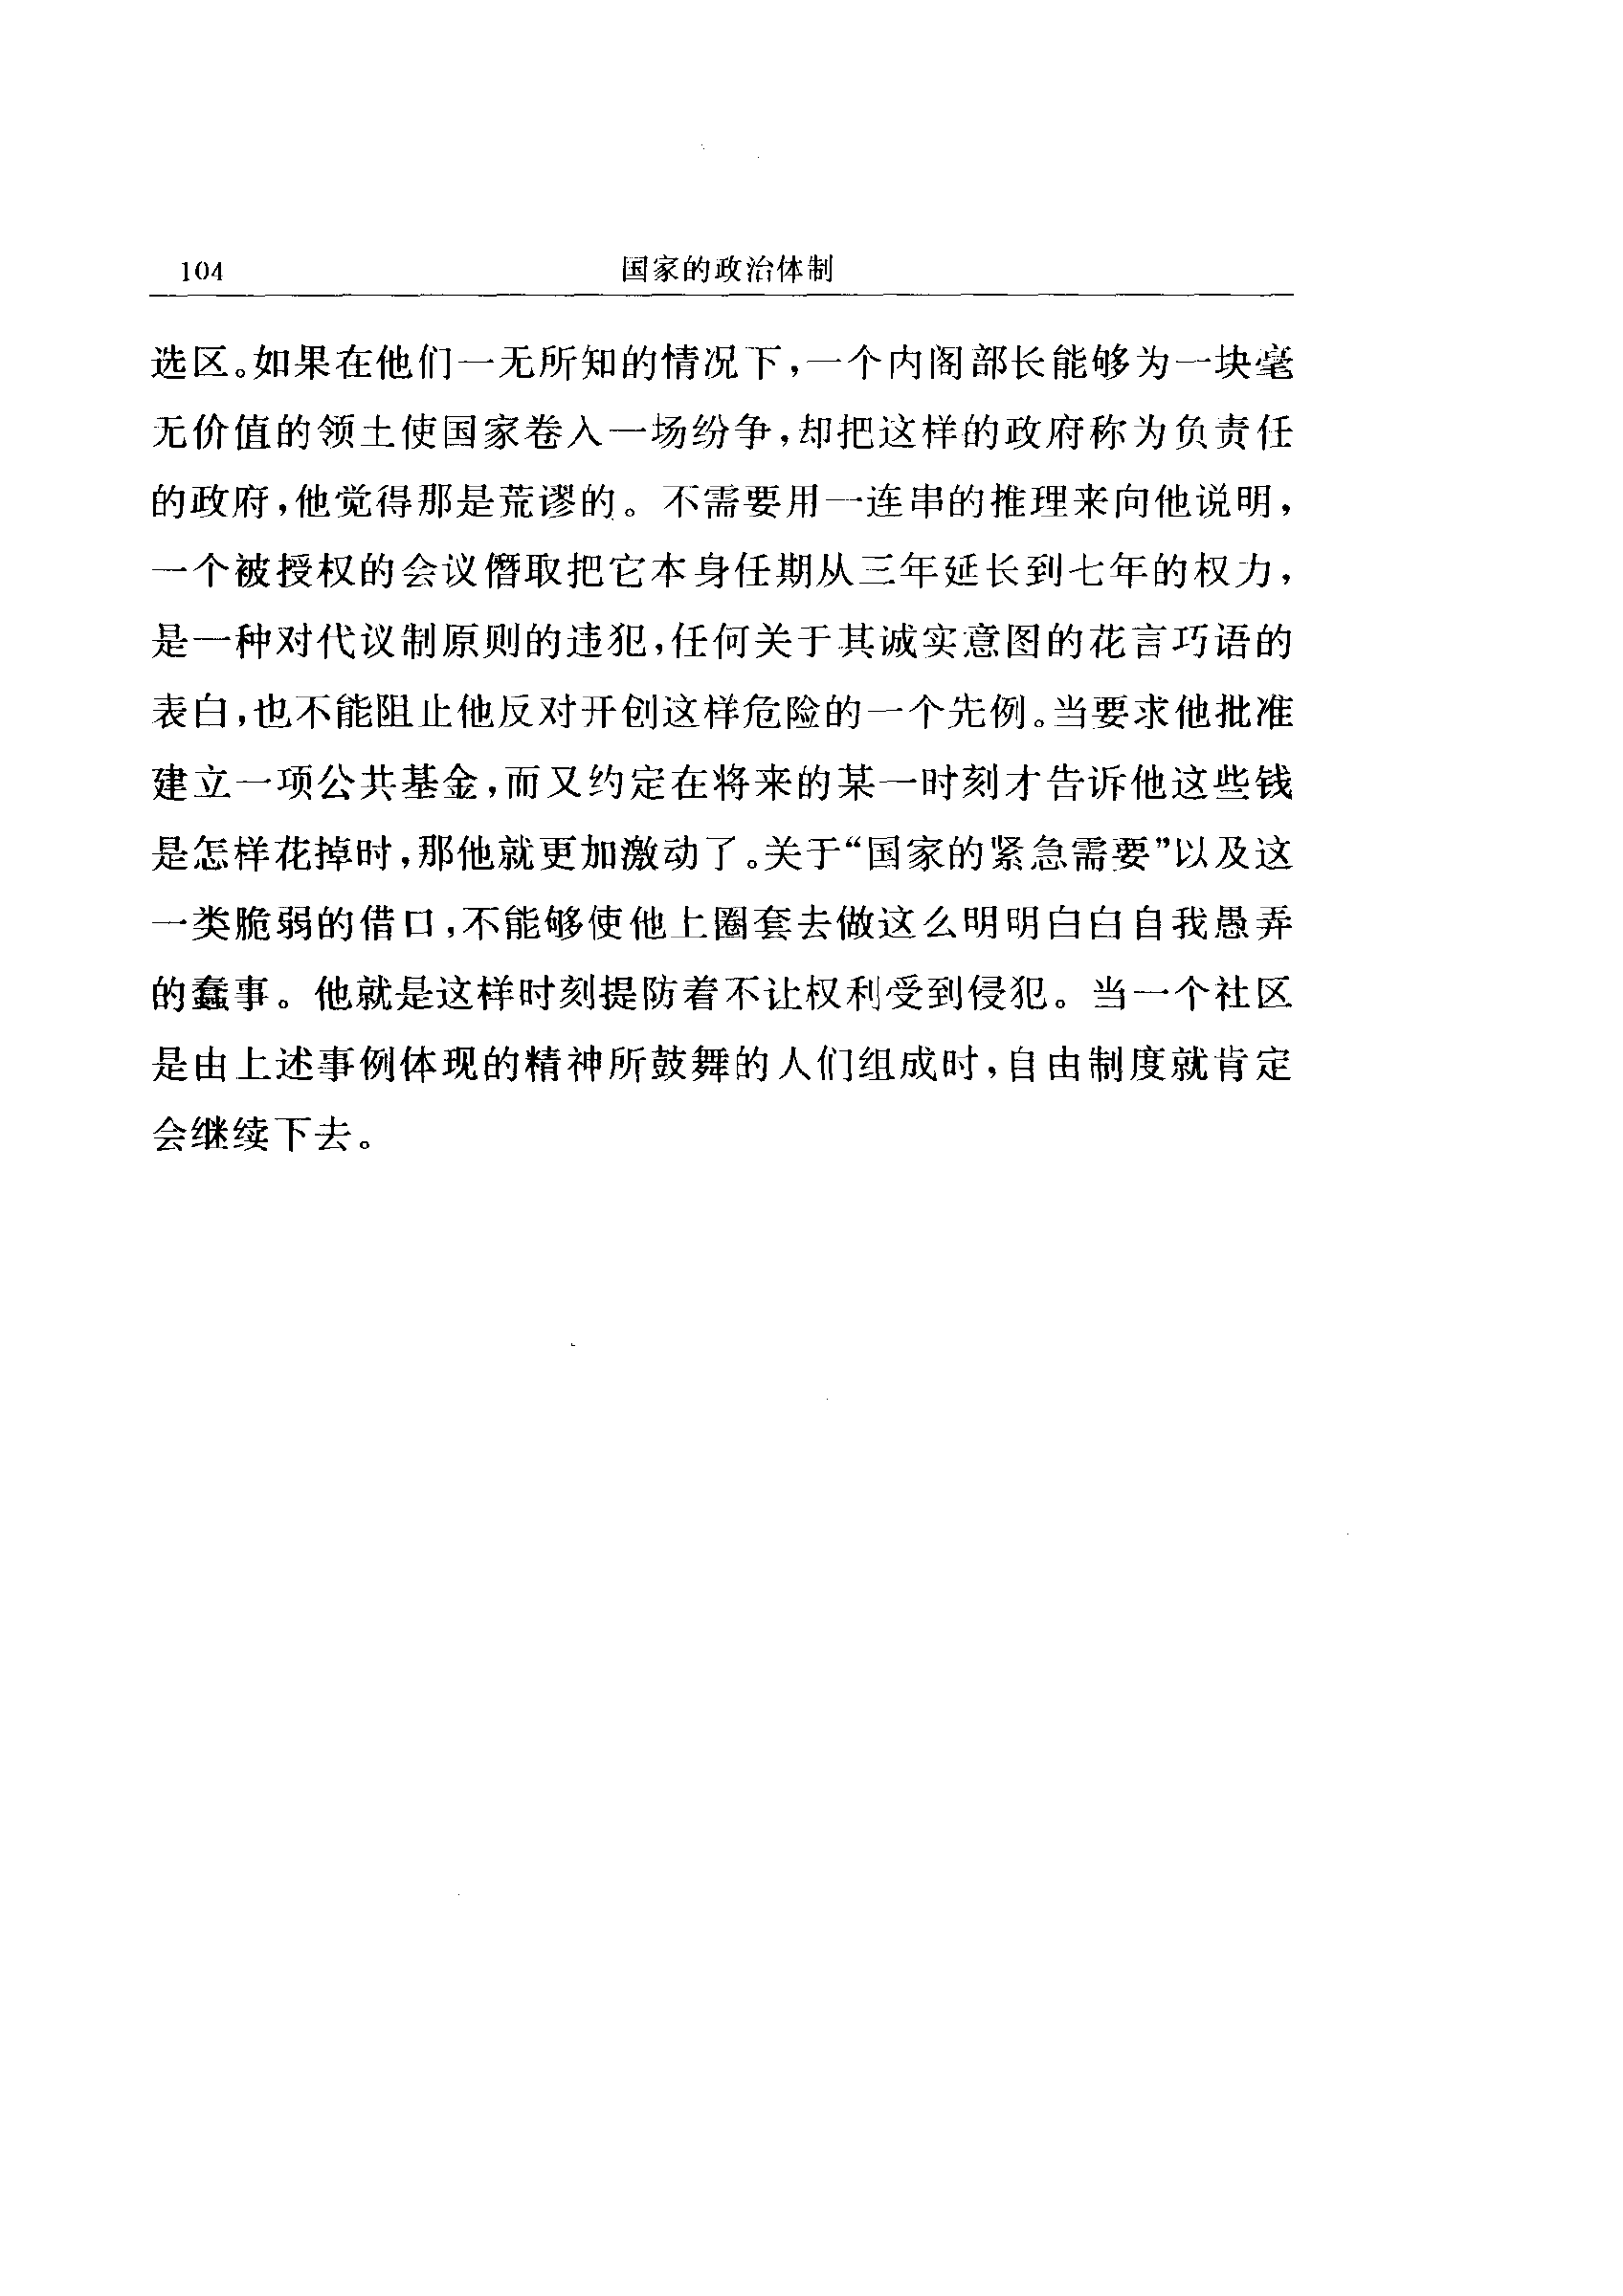 104 国家的政治体制
选区。如果在他们一无所知的情况下，一个内阁部长能够为一块毫
无价值的领土使国家卷入一场纷争，却把这样的政府称为负责任
的政府，他觉得那是荒谬的。不需要用一连串的推理来向他说明，
一个被授权的会议僭取把它本身任期从三年延长到七年的权力，
是一种对代议制原则的违犯，任何关于其诚实意图的花言巧语的
表白，也不能阻止他反对开创这样危险的一个先例。当要求他批准
建立一项公共基金，而又约定在将来的某一时刻才告诉他这些钱
是怎样花掉时，那他就更加激动了。关于“国家的紧急需要”以及这
一类脆弱的借口，不能够使他上圈套去做这么明明白白自我愚弄
的蠢事。他就是这样时刻提防着不让权利受到侵犯。当一个社区
是由上述事例体现的精神所鼓舞的人们组成时，自由制度就肯定
会继续下去。